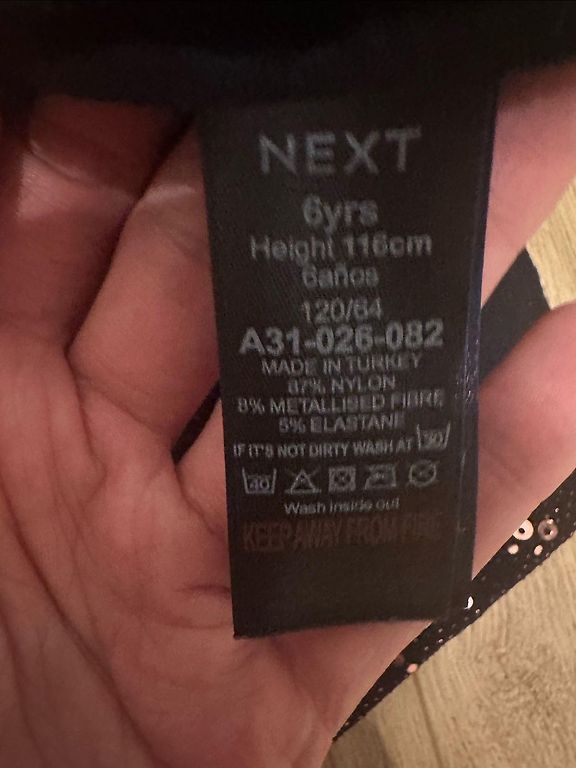 NEXT
6yrs
Height 116cm
6años
120/64
A31-026-082
MADE IN TURKEY
87% NYLON
8% METALLISED FIBRE
5% ELASTANE
IF IT'S NOT DIRTY WASH AT 30
40
Wash inside out
KEEP AWAY FROM FIRE